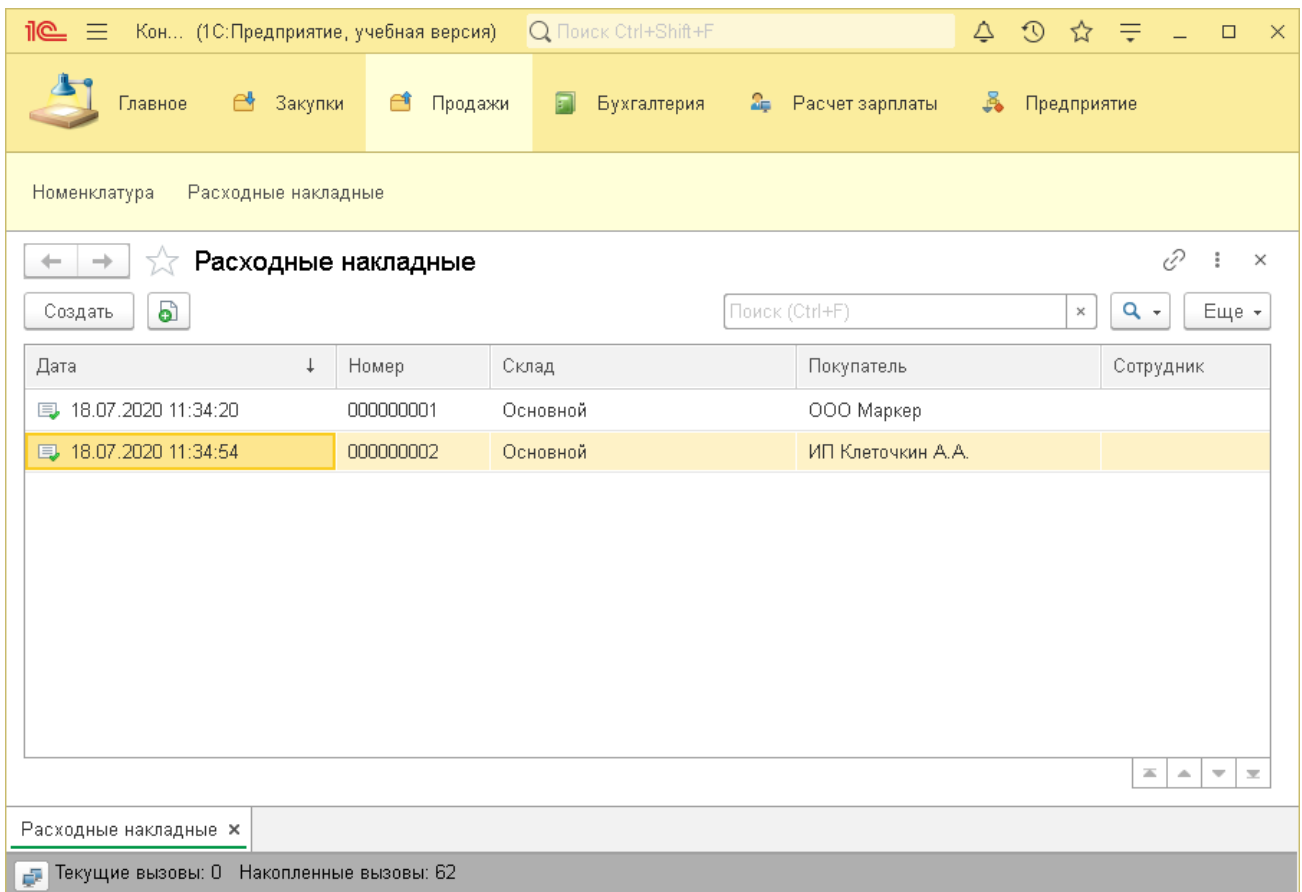 1С Кон... (1С:Предприятие, учебная версия) Поиск Ctrl+Shift+F
Главное Закупки Продажи Бухгалтерия Расчет зарплаты Предприятие
Номенклатура Расходные накладные
Расходные накладные
Создать Поиск (Ctrl+F) × Еще
Дата ↓ Номер Склад Покупатель Сотрудник
18.07.2020 11:34:20 000000001 Основной ООО Маркер
18.07.2020 11:34:54 000000002 Основной ИП Клеточкин А.А.
Расходные накладные ×
Текущие вызовы: 0 Накопленные вызовы: 62